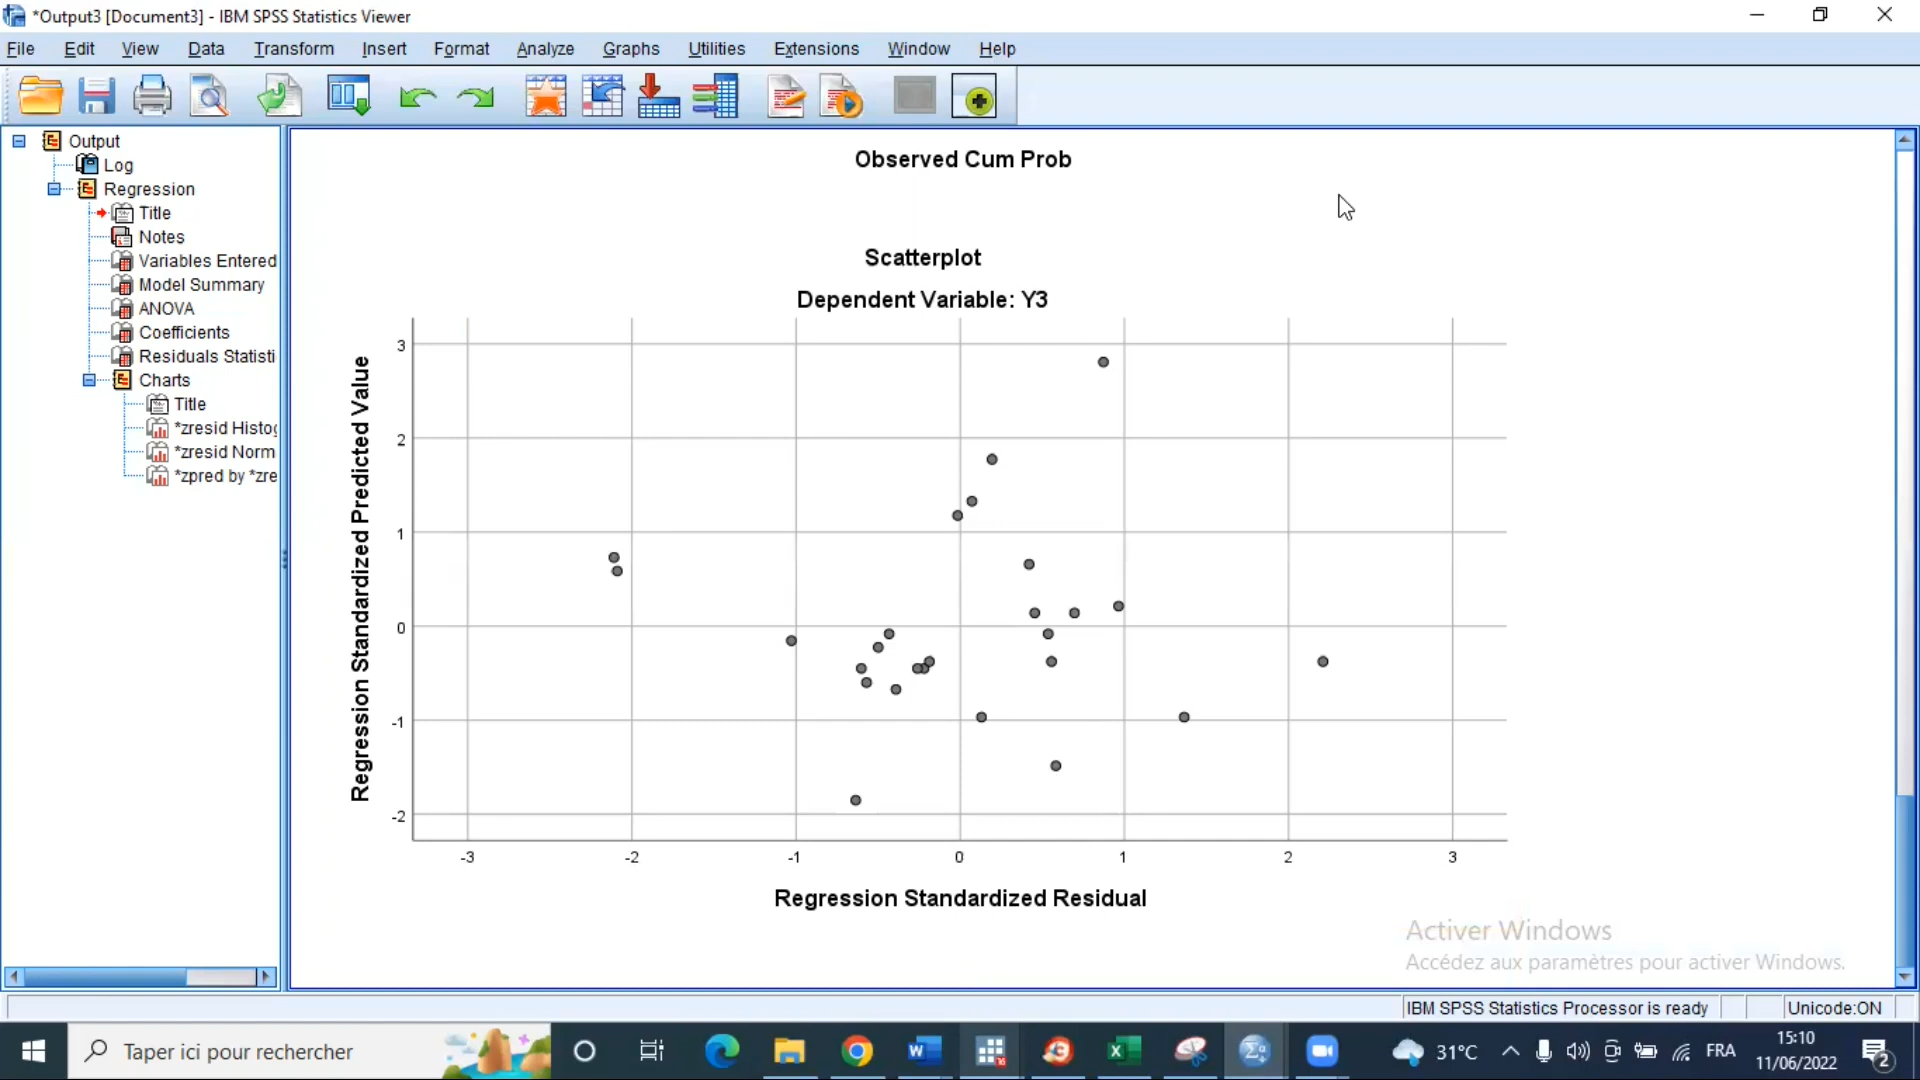 *Output3 [Document3] - IBM SPSS Statistics Viewer
File Edit View Data Transform Insert Format Analyze Graphs Utilities Extensions Window Help
Output
Log
Regression
Title
Notes
Variables Entered
Model Summary
ANOVA
Coefficients
Residuals Statisti
Charts
Title
*zresid Histog
*zresid Norm
*zpred by *zre
Observed Cum Prob
Scatterplot
Dependent Variable: Y3
Regression Standardized Predicted Value
3
2
1
0
-1
-2
-3 -2 -1 0 1 2 3
Regression Standardized Residual
Activer Windows
Accédez aux paramètres pour activer Windows.
IBM SPSS Statistics Processor is ready Unicode:ON
Taper ici pour rechercher
31°C FRA
15:10
11/06/2022
2